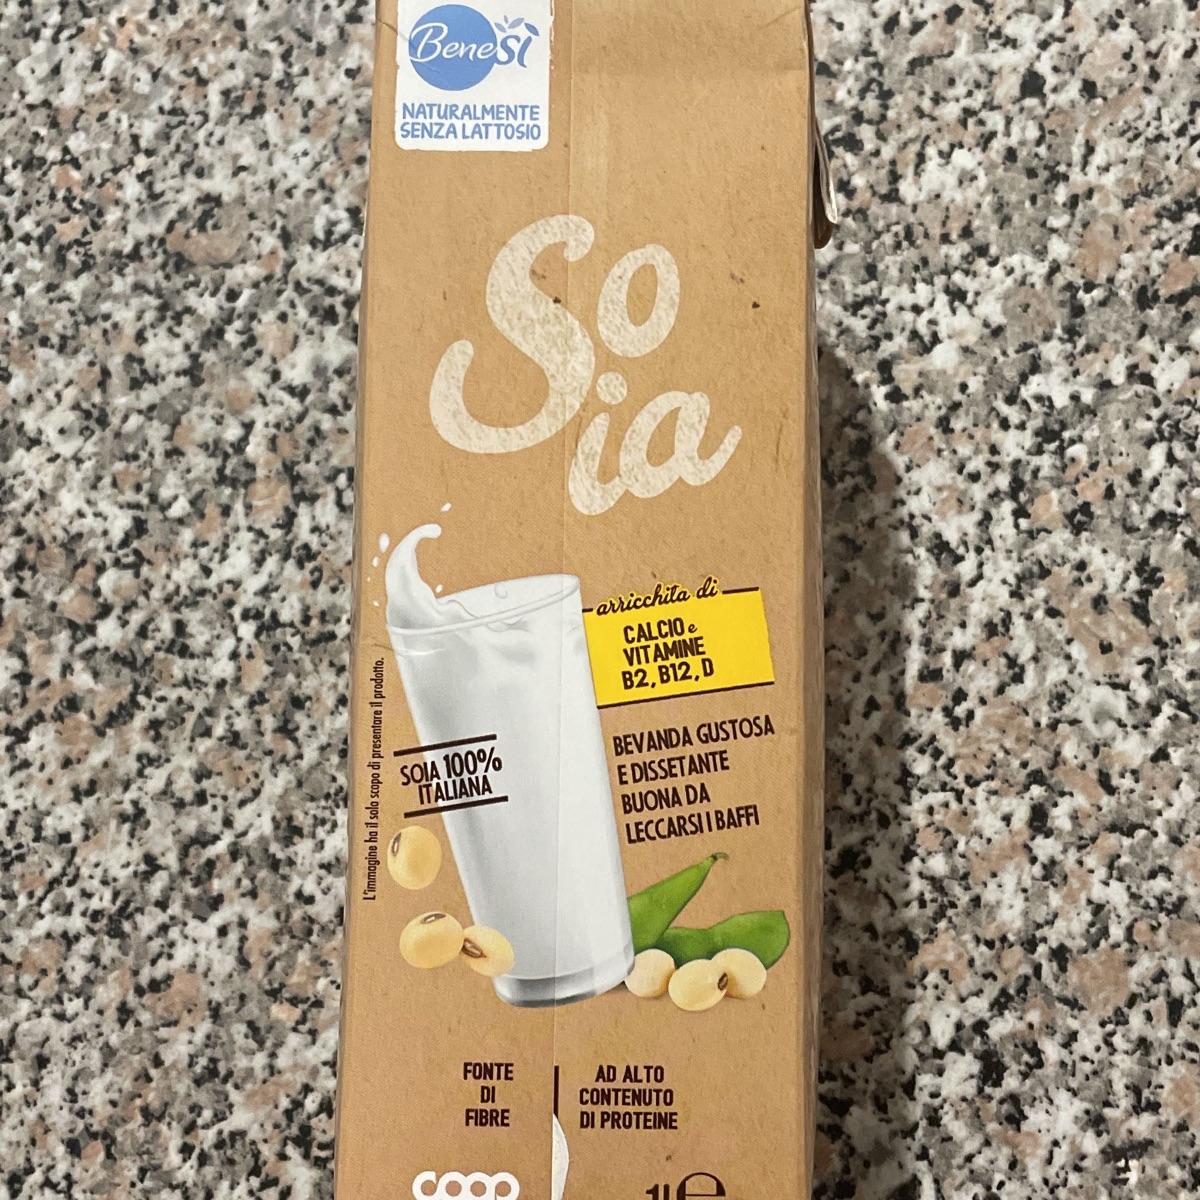 BeneSì
NATURALMENTE
SENZA LATTOSIO
So
ia
arricchita di
CALCIO e
VITAMINE
B2, B12, D
SOIA 100%
ITALIANA
BEVANDA GUSTOSA
E DISSETANTE
BUONA DA
LECCARSI I BAFFI
L'immagine ha il solo scopo di presentare il prodotto.
FONTE
DI
FIBRE
AD ALTO
CONTENUTO
DI PROTEINE
coop
1l e